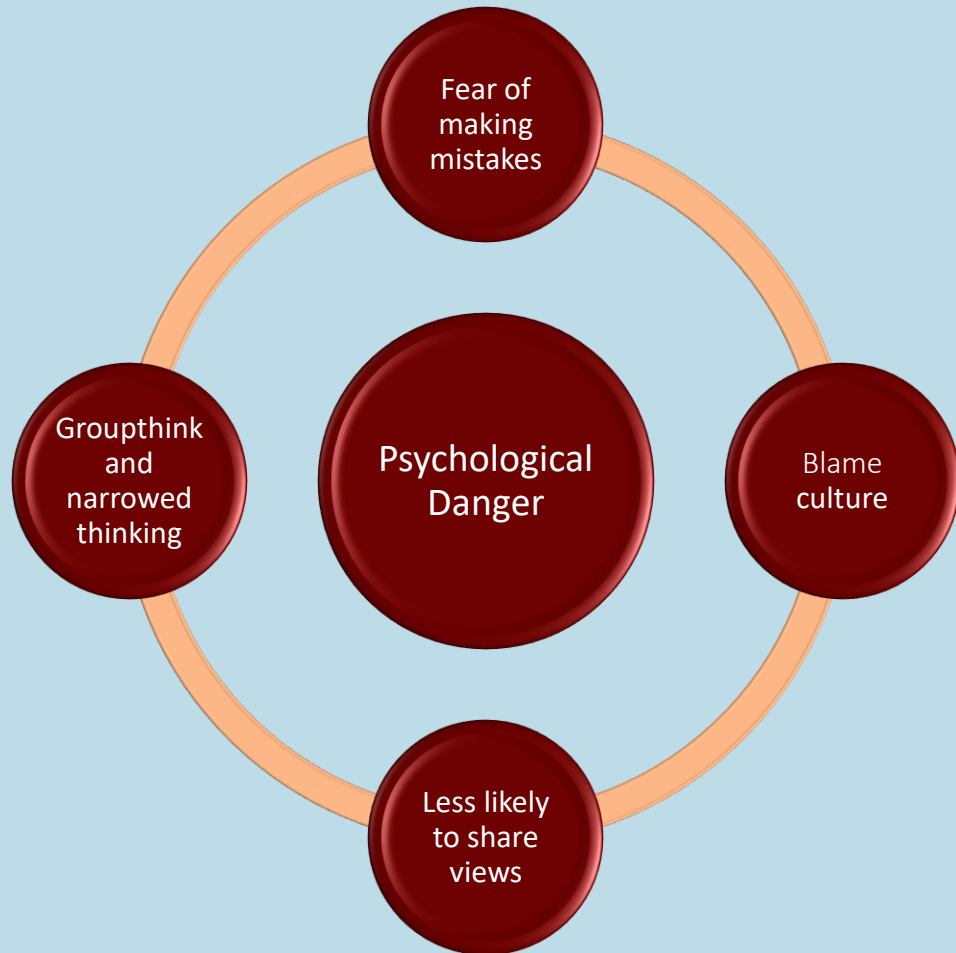 Fear of
making
mistakes
Groupthink
and
narrowed
thinking
Psychological
Danger
Blame
culture
Less likely
to share
views